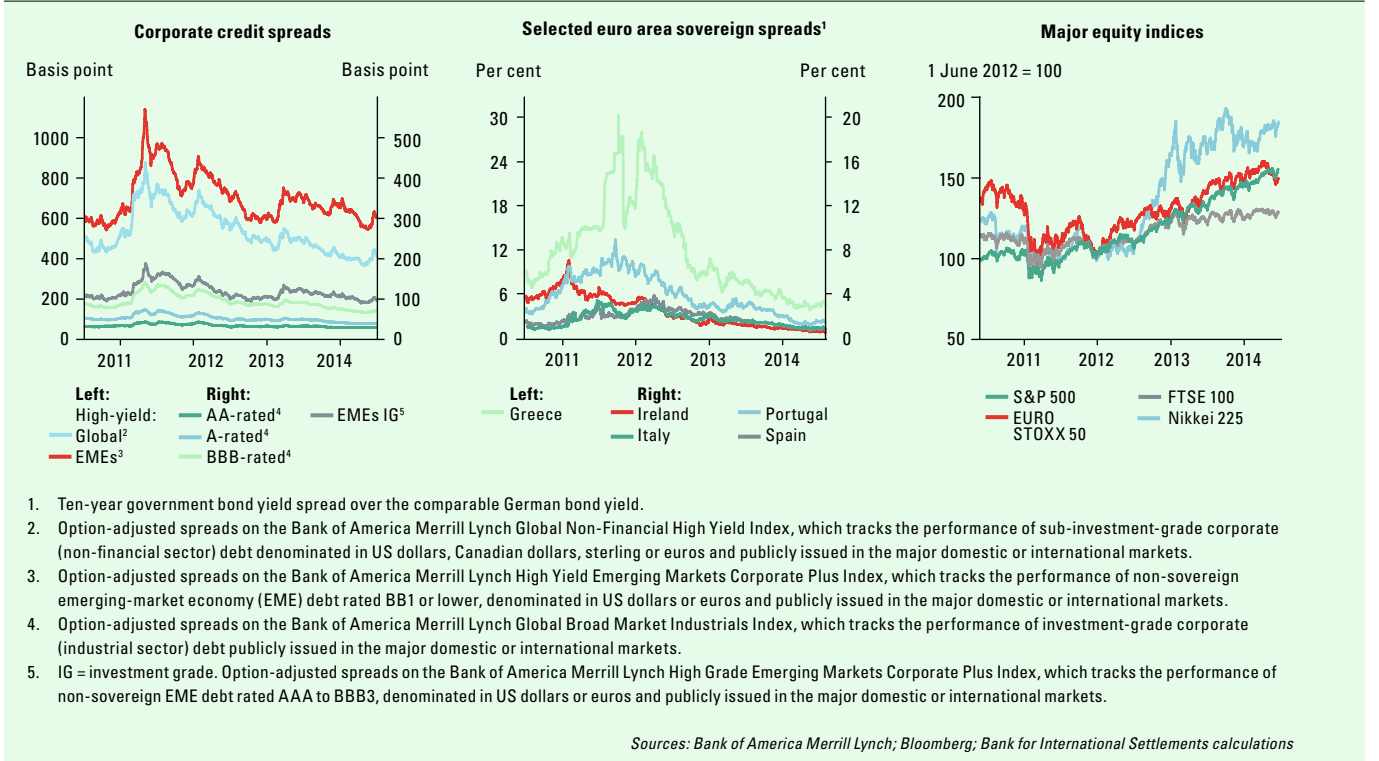 Corporate credit spreads
Basis point Basis point
1000
800
600
400
200
0
500
400
300
200
100
0
2011 2012 2013 2014
Left: Right:
High-yield: AA-rated⁴ EMEs IG⁵
Global² A-rated⁴
EMEs³ BBB-rated⁴
Selected euro area sovereign spreads¹
Per cent Per cent
30
24
18
12
6
0
20
16
12
8
4
0
2011 2012 2013 2014
Left: Right:
Greece Ireland Portugal
Italy Spain
Major equity indices
1 June 2012 = 100
200
150
100
50
2011 2012 2013 2014
S&P 500 FTSE 100
EURO Nikkei 225
STOXX 50
1. Ten-year government bond yield spread over the comparable German bond yield.
2. Option-adjusted spreads on the Bank of America Merrill Lynch Global Non-Financial High Yield Index, which tracks the performance of sub-investment-grade corporate
(non-financial sector) debt denominated in US dollars, Canadian dollars, sterling or euros and publicly issued in the major domestic or international markets.
3. Option-adjusted spreads on the Bank of America Merrill Lynch High Yield Emerging Markets Corporate Plus Index, which tracks the performance of non-sovereign
emerging-market economy (EME) debt rated BB1 or lower, denominated in US dollars or euros and publicly issued in the major domestic or international markets.
4. Option-adjusted spreads on the Bank of America Merrill Lynch Global Broad Market Industrials Index, which tracks the performance of investment-grade corporate
(industrial sector) debt publicly issued in the major domestic or international markets.
5. IG = investment grade. Option-adjusted spreads on the Bank of America Merrill Lynch High Grade Emerging Markets Corporate Plus Index, which tracks the performance of
non-sovereign EME debt rated AAA to BBB3, denominated in US dollars or euros and publicly issued in the major domestic or international markets.
Sources: Bank of America Merrill Lynch; Bloomberg; Bank for International Settlements calculations